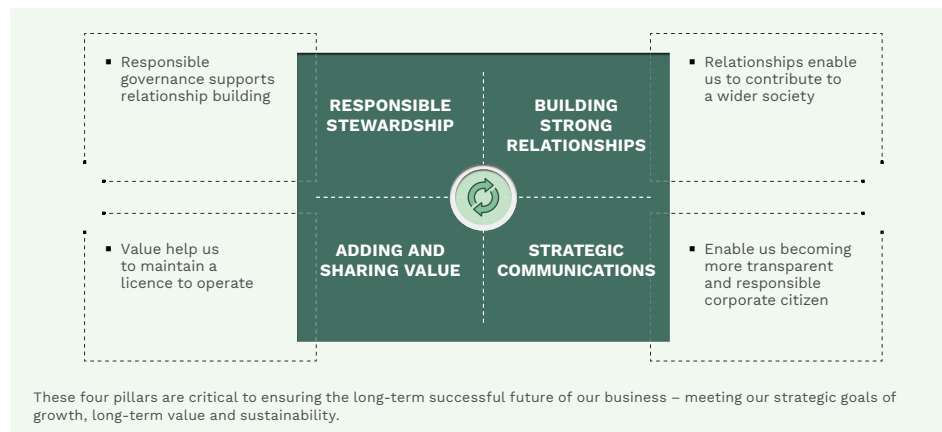 ▪ Responsible
governance supports
relationship building
RESPONSIBLE
STEWARDSHIP
BUILDING
STRONG
RELATIONSHIPS
▪ Relationships enable
us to contribute to
a wider society
▪ Value help us
to maintain a
licence to operate
ADDING AND
SHARING VALUE
STRATEGIC
COMMUNICATIONS
▪ Enable us becoming
more transparent
and responsible
corporate citizen
These four pillars are critical to ensuring the long-term successful future of our business – meeting our strategic goals of
growth, long-term value and sustainability.